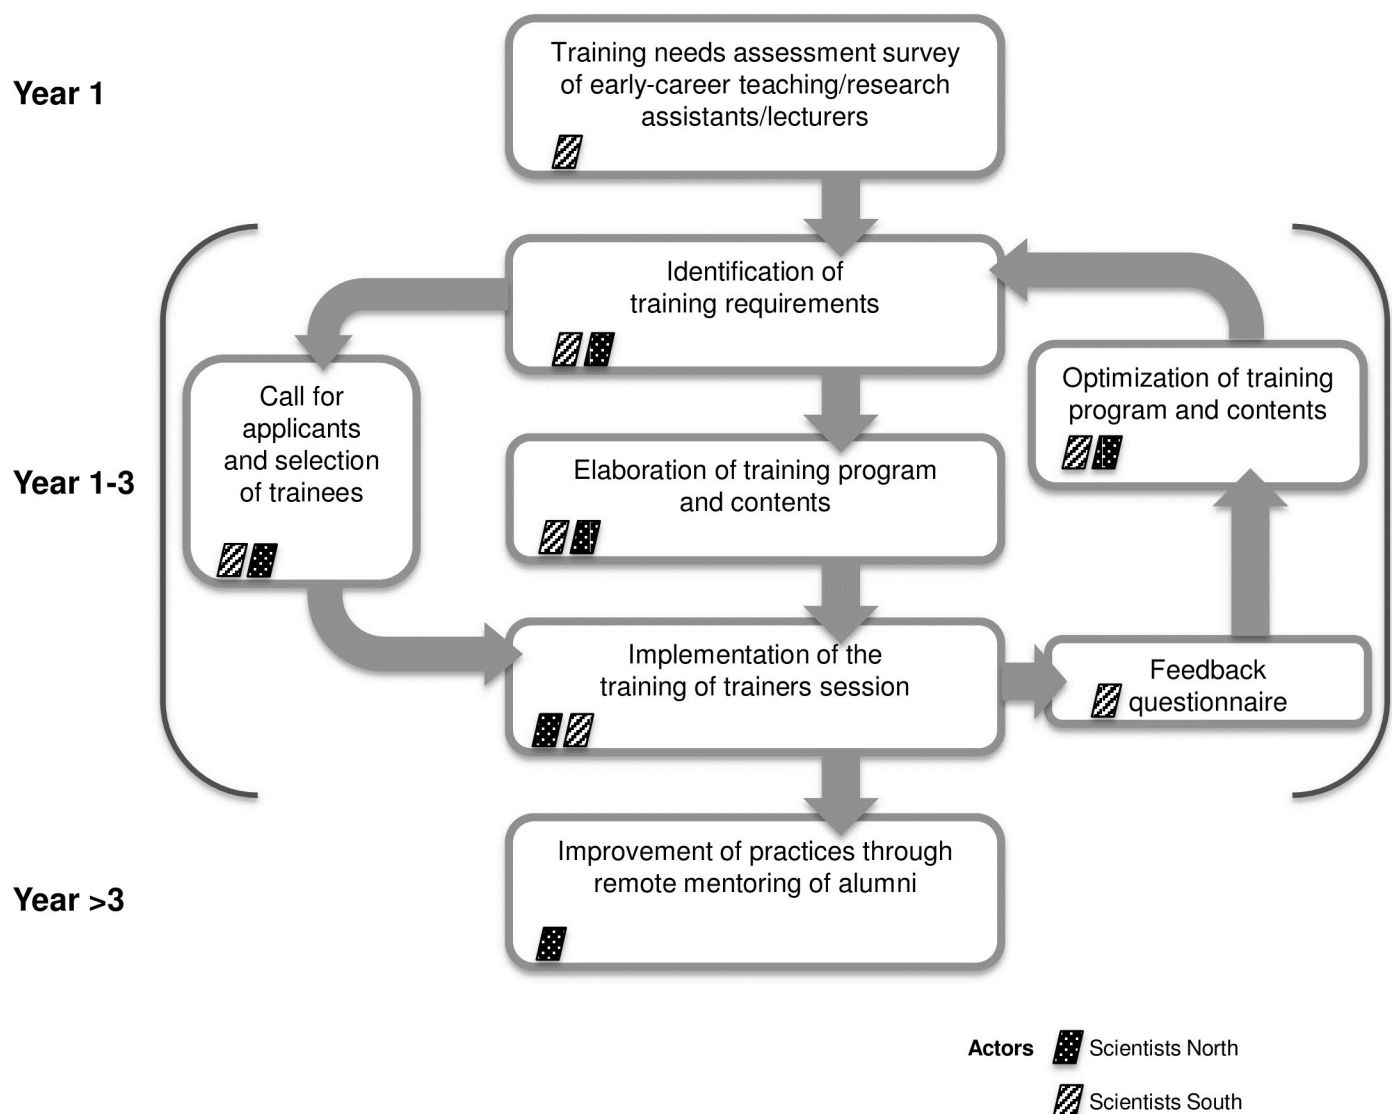 Year 1
Training needs assessment survey
of early-career teaching/research
assistants/lecturers
Identification of
training requirements
Year 1-3
Call for
applicants
and selection
of trainees
Elaboration of training program
and contents
Optimization of training
program and contents
Implementation of the
training of trainers session
Feedback
questionnaire
Year >3
Improvement of practices through
remote mentoring of alumni
Actors
Scientists North
Scientists South